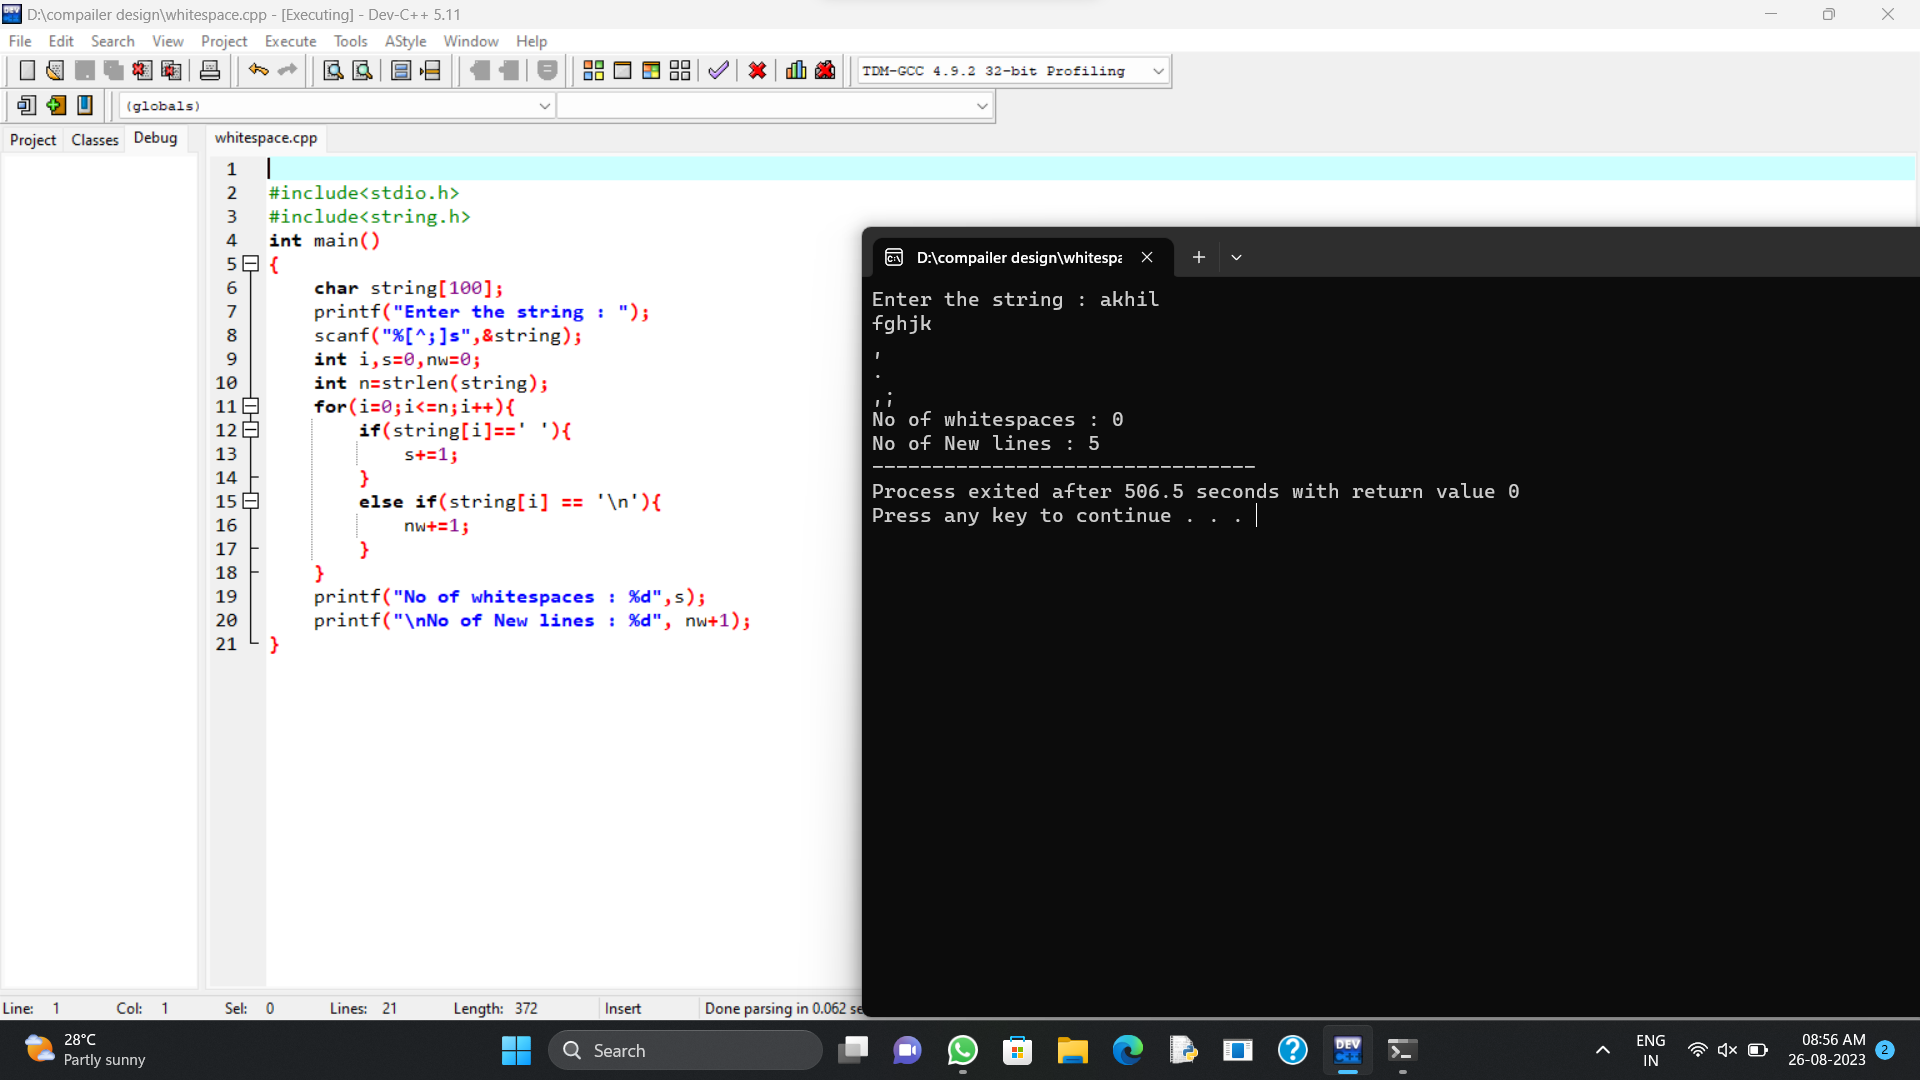 D:\compailer design\whitespace.cpp - [Executing] - Dev-C++ 5.11
File Edit Search View Project Execute Tools AStyle Window Help
TDM-GCC 4.9.2 32-bit Profiling
(globals)
Project Classes Debug whitespace.cpp
1
2 #include<stdio.h>
3 #include<string.h>
4 int main()
5 {
6 char string[100];
7 printf("Enter the string : ");
8 scanf("%[^;]s",&string);
9 int i,s=0,nw=0;
10 int n=strlen(string);
11 for(i=0;i<=n;i++){
12 if(string[i]==' '){
13 s+=1;
14 }
15 else if(string[i] == '\n'){
16 nw+=1;
17 }
18 }
19 printf("No of whitespaces : %d",s);
20 printf("\nNo of New lines : %d", nw+1);
21 }
D:\compailer design\whitespa
Enter the string : akhil
fghjk
,
.
,;
No of whitespaces : 0
No of New lines : 5
--------------------------------
Process exited after 506.5 seconds with return value 0
Press any key to continue . . .
Line: 1 Col: 1 Sel: 0 Lines: 21 Length: 372 Insert Done parsing in 0.062 se
28°C
Partly sunny
Search
DEV
C++
ENG
IN
08:56 AM
26-08-2023
2